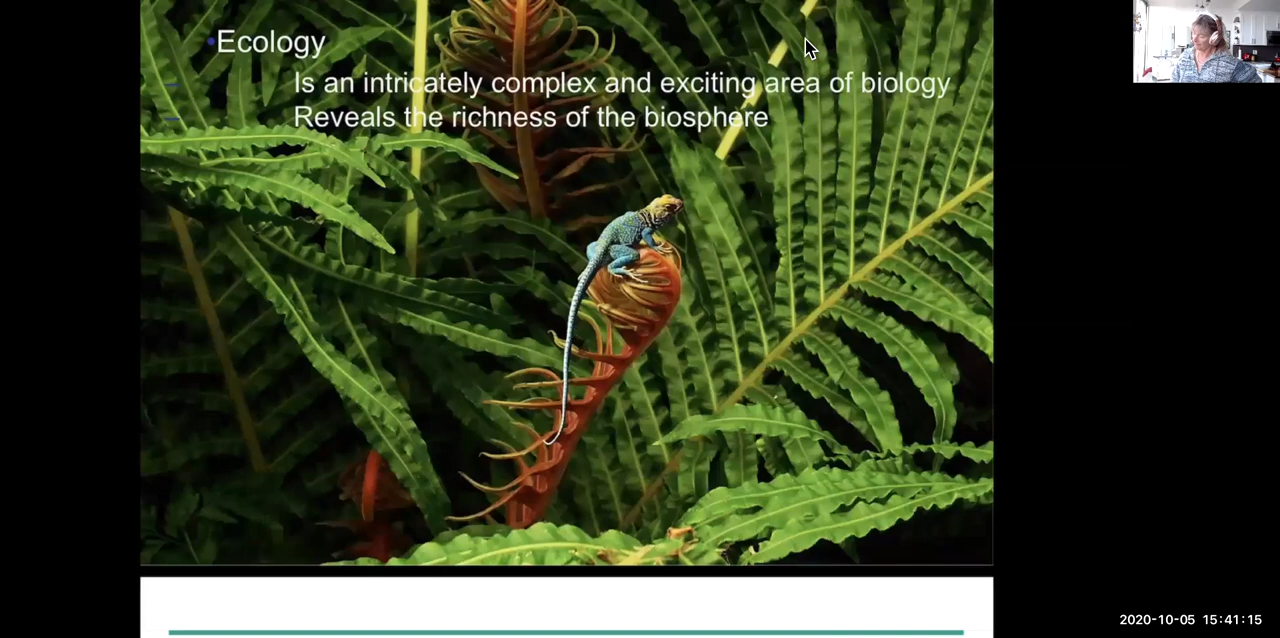 •Ecology
– Is an intricately complex and exciting area of biology
– Reveals the richness of the biosphere
2020-10-05 15:41:15